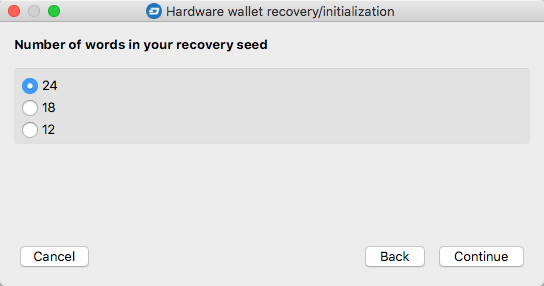 Hardware wallet recovery/initialization
Number of words in your recovery seed
24
18
12
Cancel Back Continue